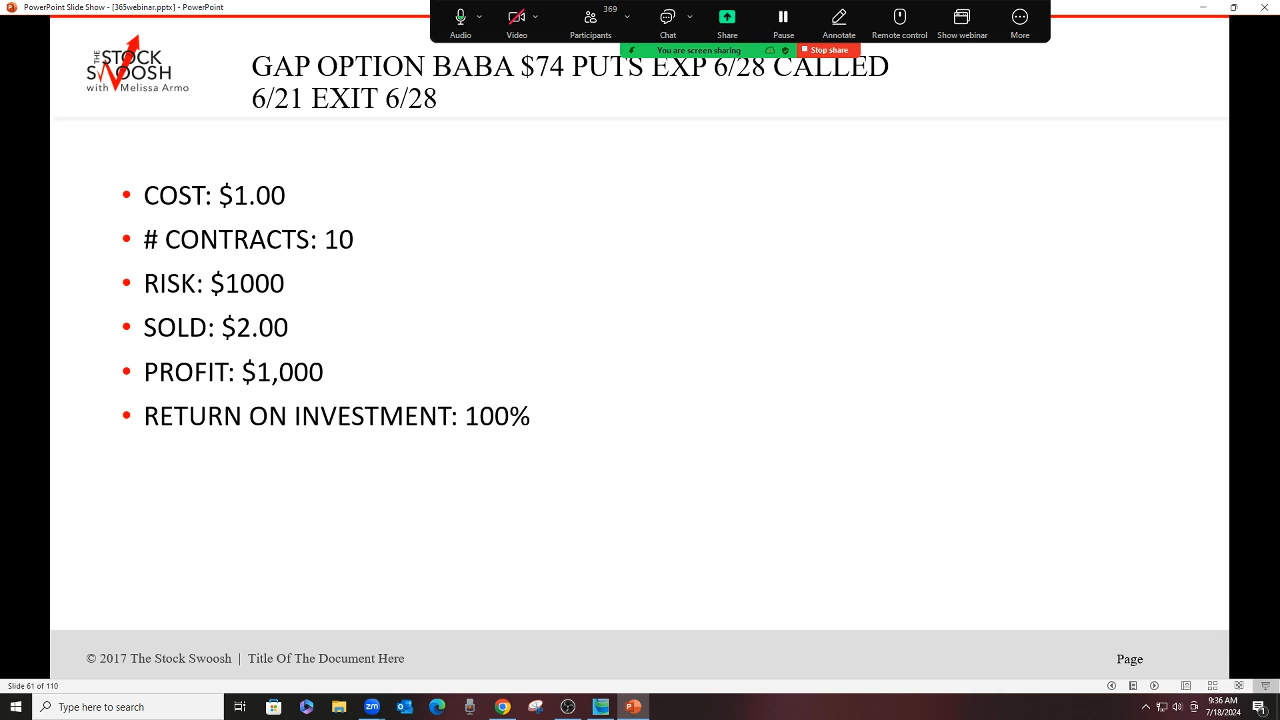 PowerPoint Slide Show - [365webinar.pptx] - PowerPoint
369
Audio Video Participants Chat Share Pause Annotate Remote control Show webinar More
You are screen sharing Stop share
THE STOCK
SWOOSH
with Melissa Armo
GAP OPTION BABA $74 PUTS EXP 6/28 CALLED
6/21 EXIT 6/28
• COST: $1.00
• # CONTRACTS: 10
• RISK: $1000
• SOLD: $2.00
• PROFIT: $1,000
• RETURN ON INVESTMENT: 100%
© 2017 The Stock Swoosh | Title Of The Document Here
Page
Slide 61 of 110
Type here to search
9:36 AM
7/18/2024